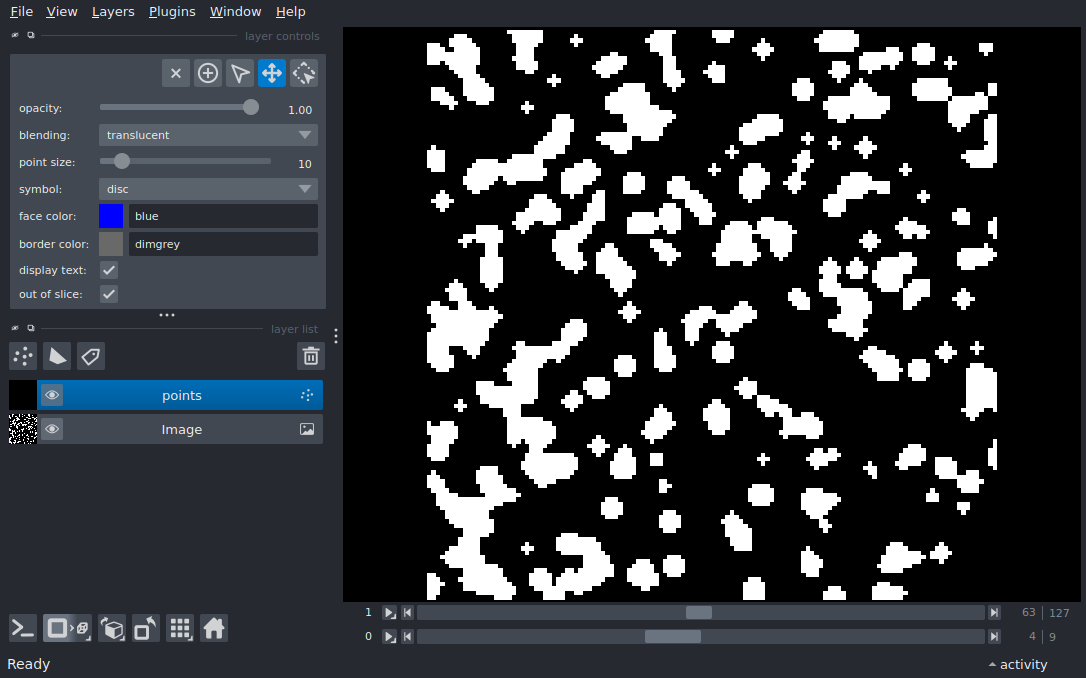 File View Layers Plugins Window Help
layer controls
opacity: 1.00
blending: translucent
point size: 10
symbol: disc
face color: blue
border color: dimgrey
display text:
out of slice:
layer list
points
Image
1 63 127
0 4 9
Ready activity